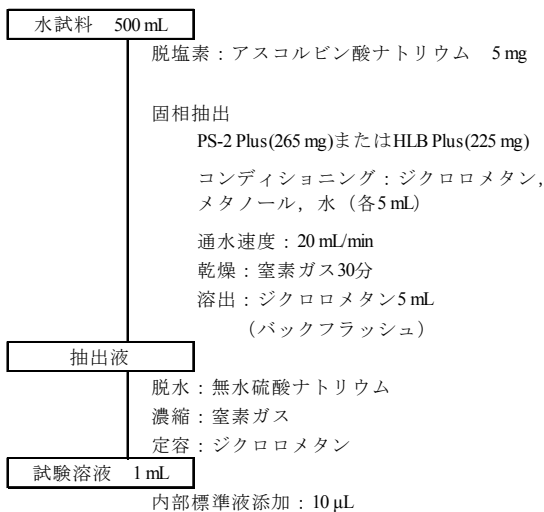 水試料 500 mL
脱塩素：アスコルビン酸ナトリウム 5 mg
固相抽出
PS-2 Plus(265 mg)またはHLB Plus(225 mg)
コンディショニング：ジクロロメタン，
メタノール，水（各5 mL）
通水速度：20 mL/min
乾燥：窒素ガス30分
溶出：ジクロロメタン5 mL
（バックフラッシュ）
抽出液
脱水：無水硫酸ナトリウム
濃縮：窒素ガス
定容：ジクロロメタン
試験溶液 1 mL
内部標準液添加：10 μL